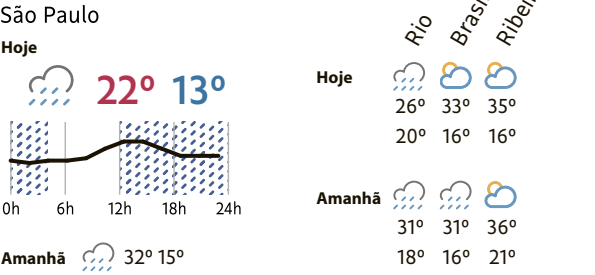 São Paulo
Hoje
22º 13º
0h 6h 12h 18h 24h
Amanhã 32º 15º
Rio
Hoje
26º 33º 35º
20º 16º 16º
Amanhã
31º 31º 36º
18º 16º 21º